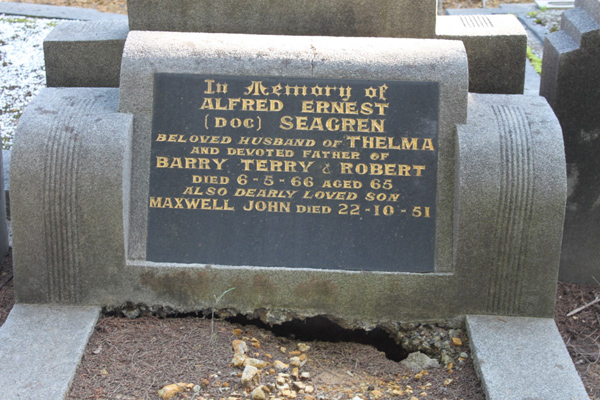 In Memory of
ALFRED ERNEST
(DOC) SEAGREN
BELOVED HUSBAND OF THELMA
AND DEVOTED FATHER OF
BARRY TERRY & ROBERT
DIED 6-5-66 AGED 65
ALSO DEARLY LOVED SON
MAXWELL JOHN DIED 22-10-51